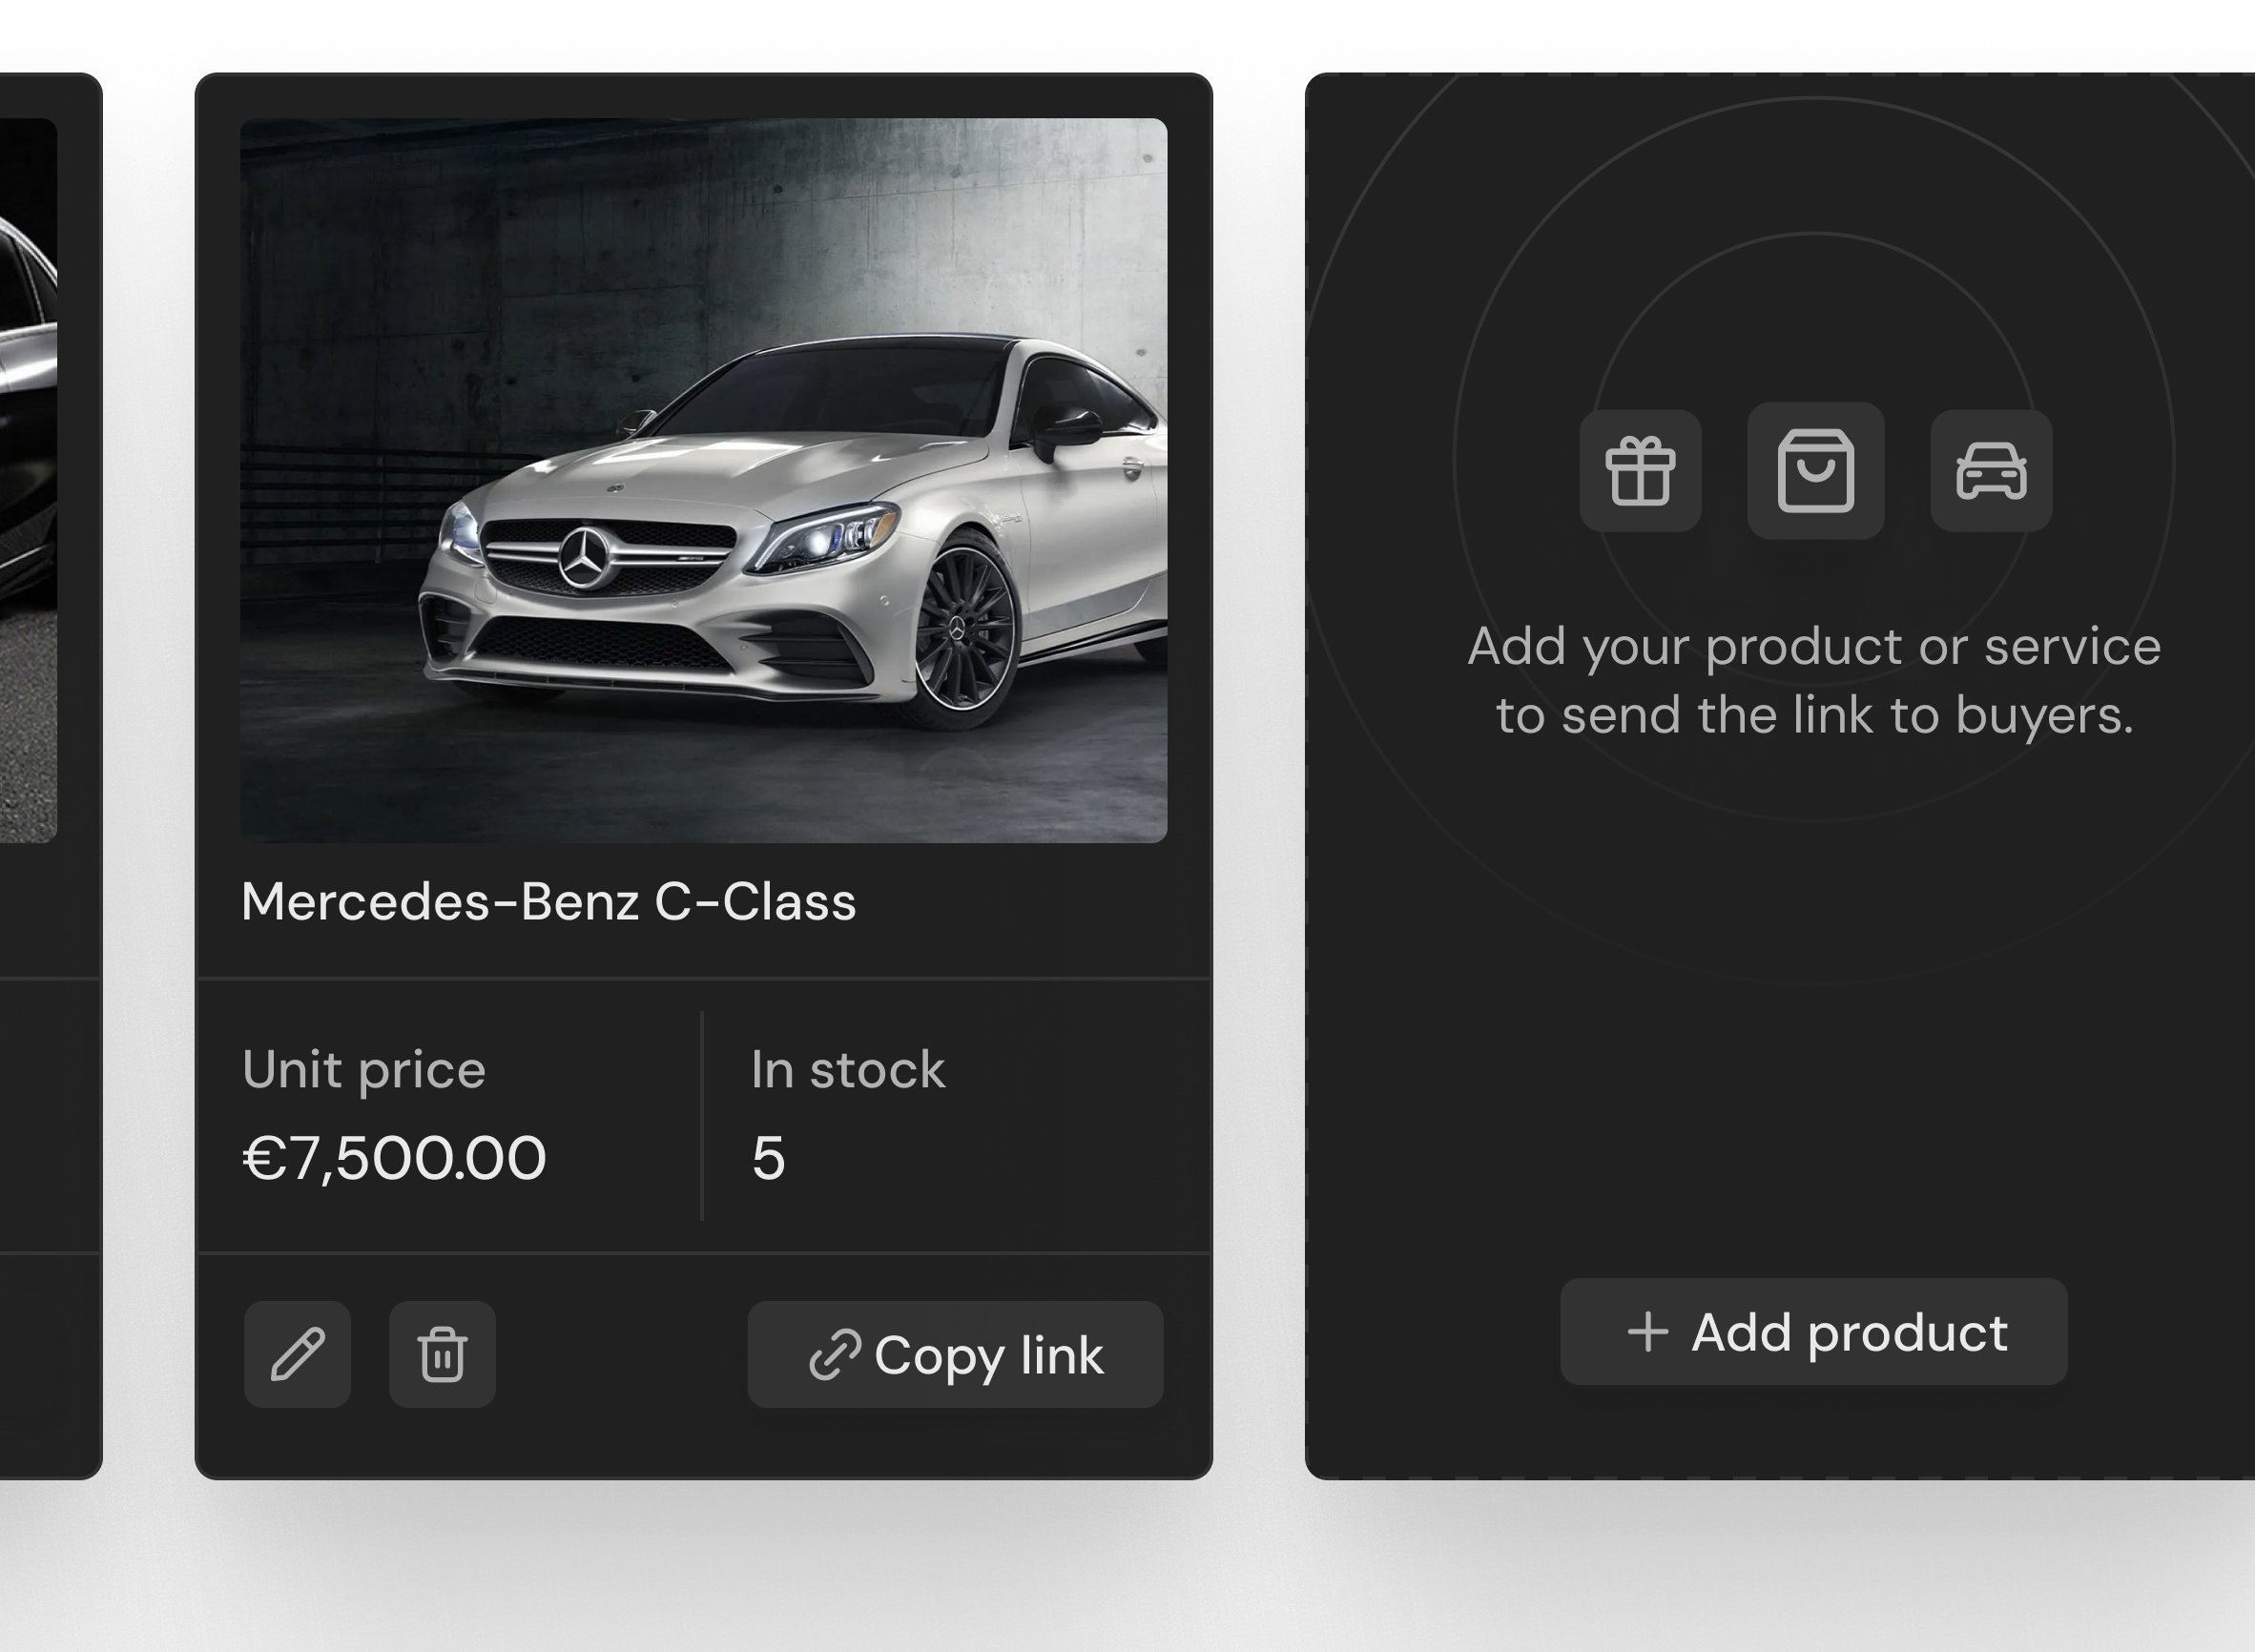 Mercedes-Benz C-Class
Unit price
€7,500.00
In stock
5
Copy link
Add your product or service
to send the link to buyers.
Add product